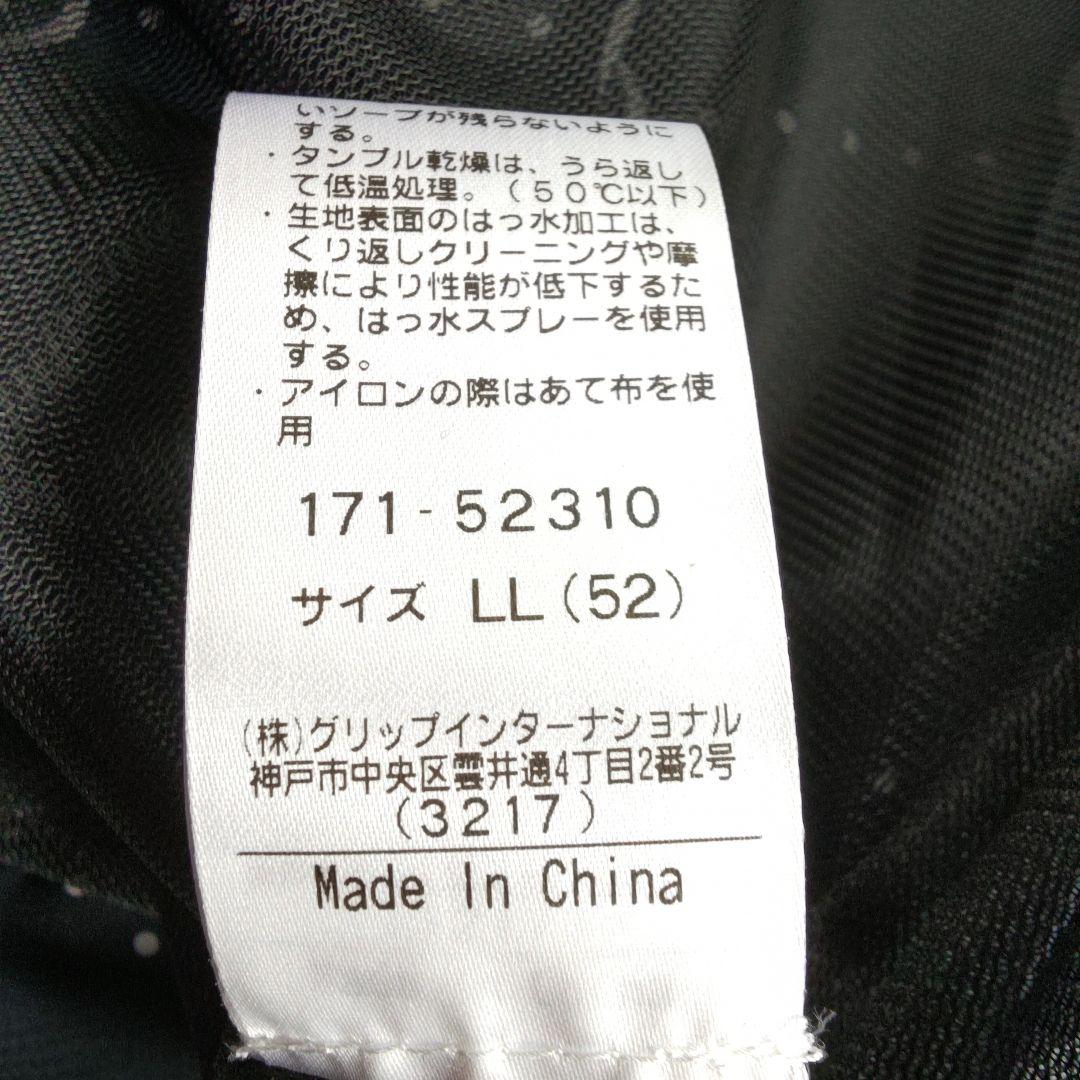 いソープが残らないように
する。
・タンブル乾燥は、うら返し
て低温処理。(50℃以下)
・生地表面のはっ水加工は、
くり返しクリーニングや摩
擦により性能が低下するた
め、はっ水スプレーを使用
する。
・アイロンの際はあて布を使
用
171-52310
サイズ LL(52)
(株)グリップインターナショナル
神戸市中央区雲井通4丁目2番2号
(3217)
Made In China